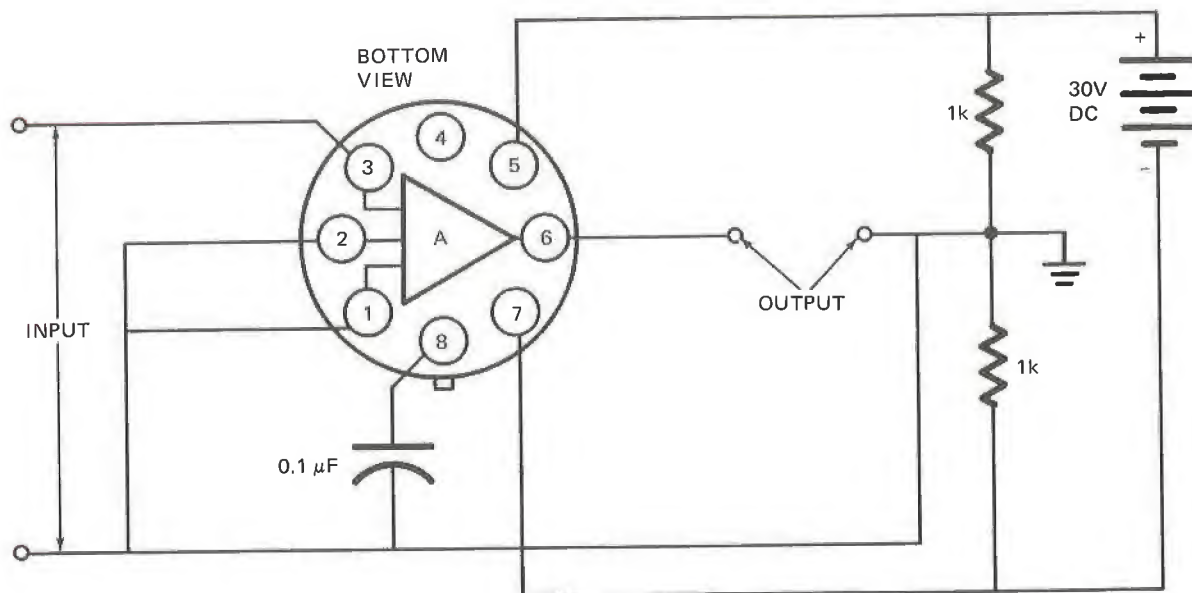 BOTTOM
VIEW
+
30V
DC
-
1k
4
3
5
2
A
6
1
7
8
OUTPUT
INPUT
1k
0.1 μF